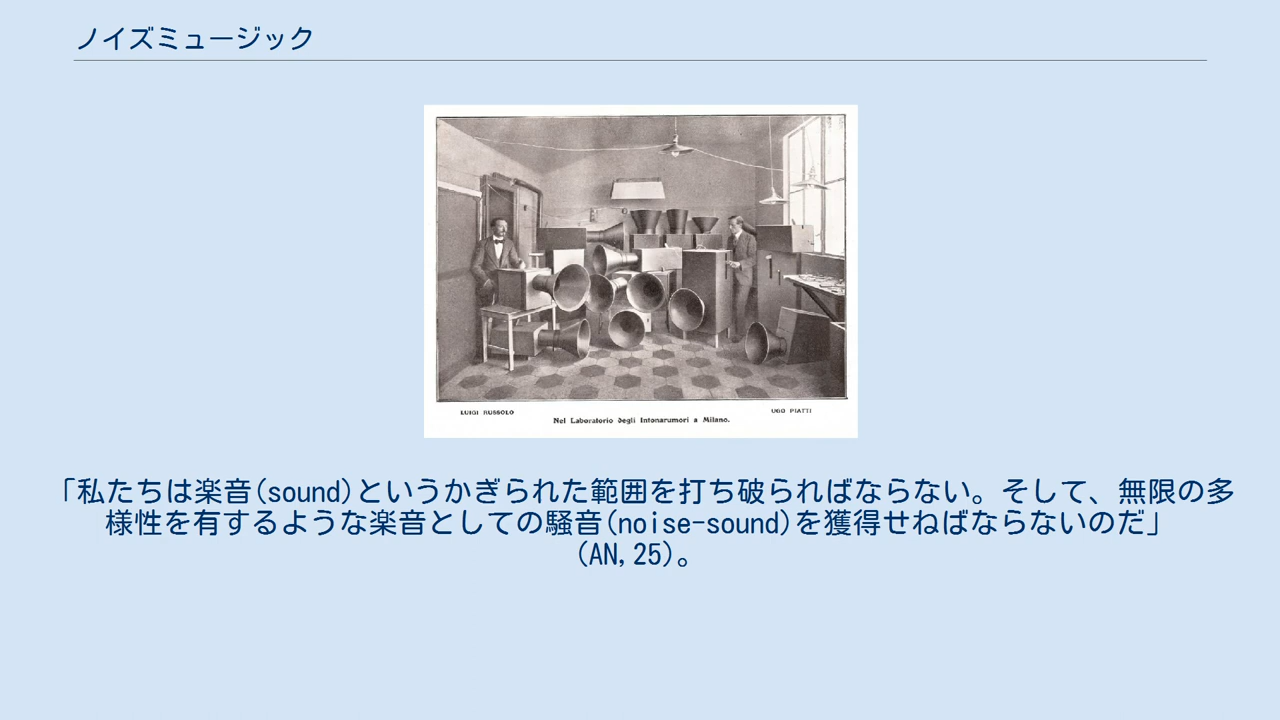 ノイズミュージック
LUIGI RUSSOLO
UGO PIATTI
Nel Laboratorio degli Intonarumori a Milano.
「私たちは楽音(sound)というかぎられた範囲を打ち破らればならない。そして、無限の多
様性を有するような楽音としての騒音(noise-sound)を獲得せねばならないのだ」
(AN,25)。